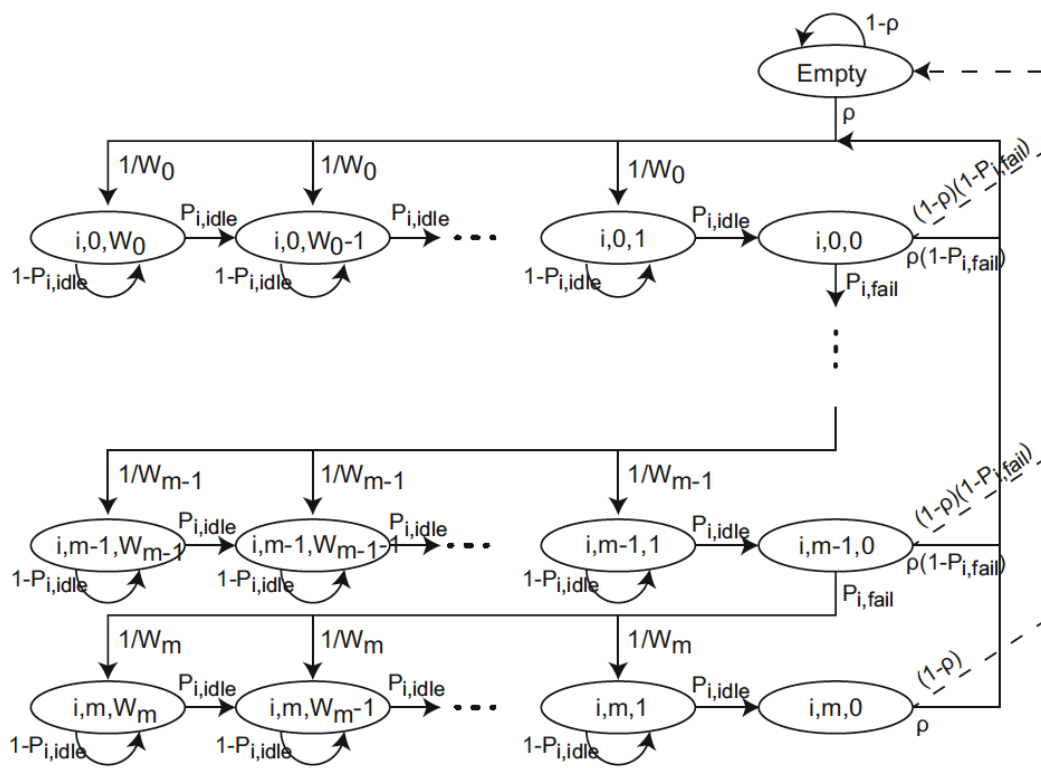 1-ρ
Empty
ρ
1/W0 1/W0 1/W0
Pi,idle Pi,idle Pi,idle (1-ρ)(1-Pi,fail)
i,0,W0 i,0,W0-1 i,0,1 i,0,0
1-Pi,idle 1-Pi,idle 1-Pi,idle ρ(1-Pi,fail)
Pi,fail
1/Wm-1 1/Wm-1 1/Wm-1
Pi,idle Pi,idle Pi,idle (1-ρ)(1-Pi,fail)
i,m-1,Wm-1 i,m-1,Wm-1-1 i,m-1,1 i,m-1,0
1-Pi,idle 1-Pi,idle 1-Pi,idle ρ(1-Pi,fail)
Pi,fail
1/Wm 1/Wm 1/Wm
Pi,idle Pi,idle Pi,idle (1-ρ)
i,m,Wm i,m,Wm-1 i,m,1 i,m,0
ρ
1-Pi,idle 1-Pi,idle 1-Pi,idle